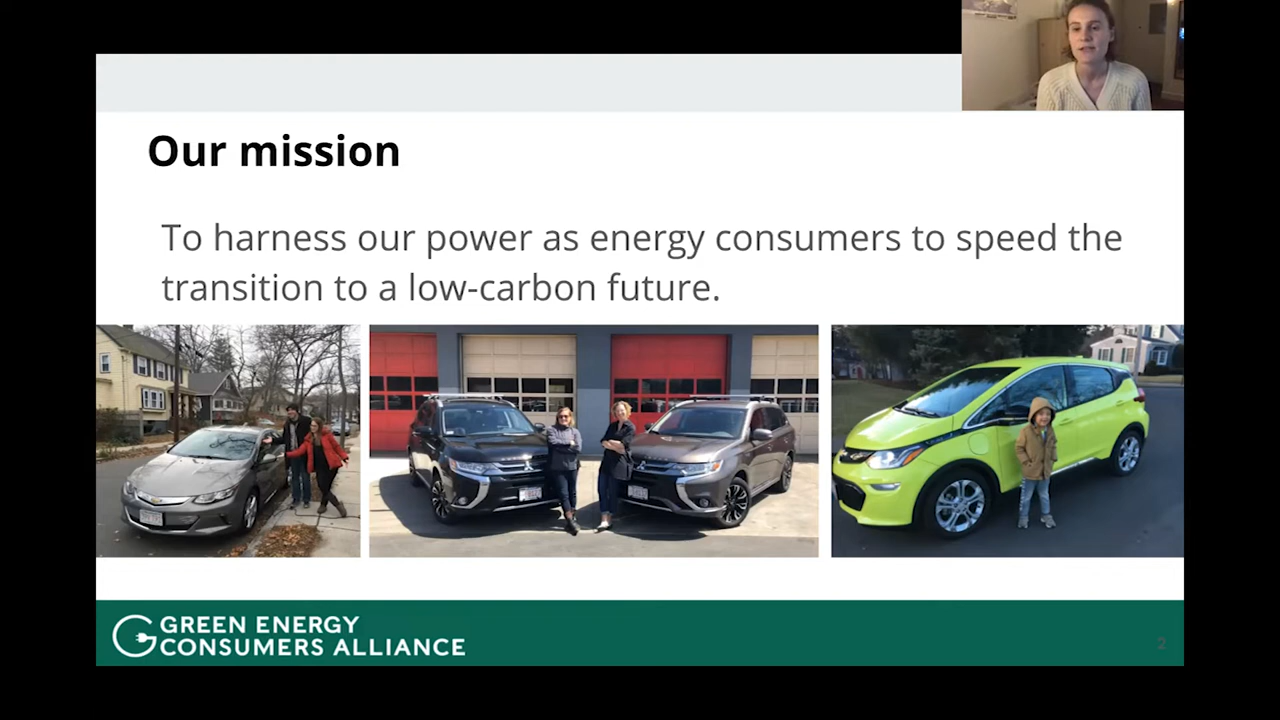 Our mission
To harness our power as energy consumers to speed the
transition to a low-carbon future.
GREEN ENERGY
CONSUMERS ALLIANCE
2